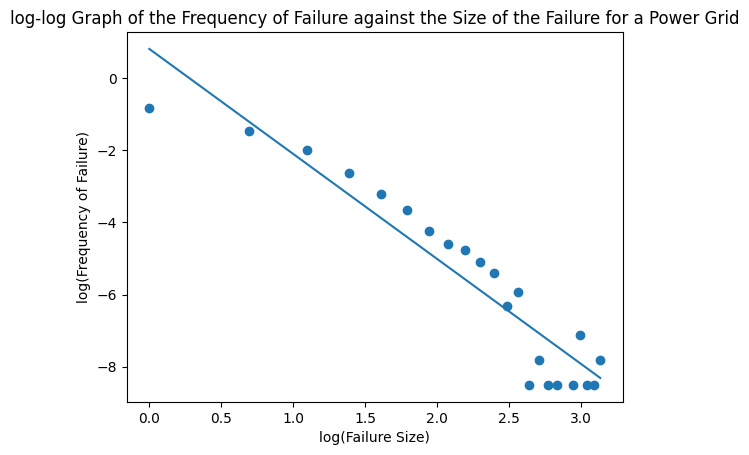 log-log Graph of the Frequency of Failure against the Size of the Failure for a Power Grid
0
−2
−4
−6
−8
log(Frequency of Failure)
0.0 0.5 1.0 1.5 2.0 2.5 3.0
log(Failure Size)